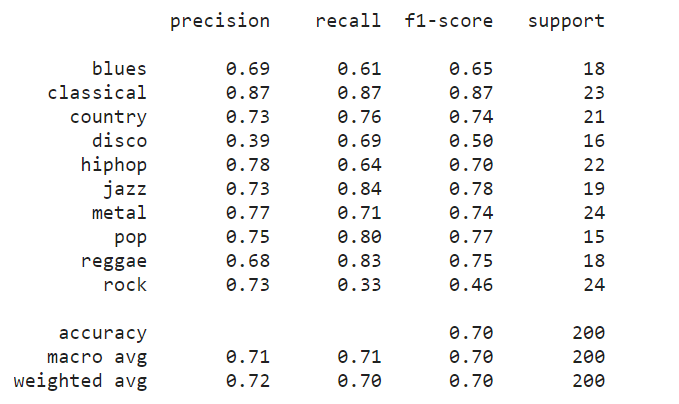 precision recall f1-score support
blues 0.69 0.61 0.65 18
classical 0.87 0.87 0.87 23
country 0.73 0.76 0.74 21
disco 0.39 0.69 0.50 16
hiphop 0.78 0.64 0.70 22
jazz 0.73 0.84 0.78 19
metal 0.77 0.71 0.74 24
pop 0.75 0.80 0.77 15
reggae 0.68 0.83 0.75 18
rock 0.73 0.33 0.46 24
accuracy 0.70 200
macro avg 0.71 0.71 0.70 200
weighted avg 0.72 0.70 0.70 200